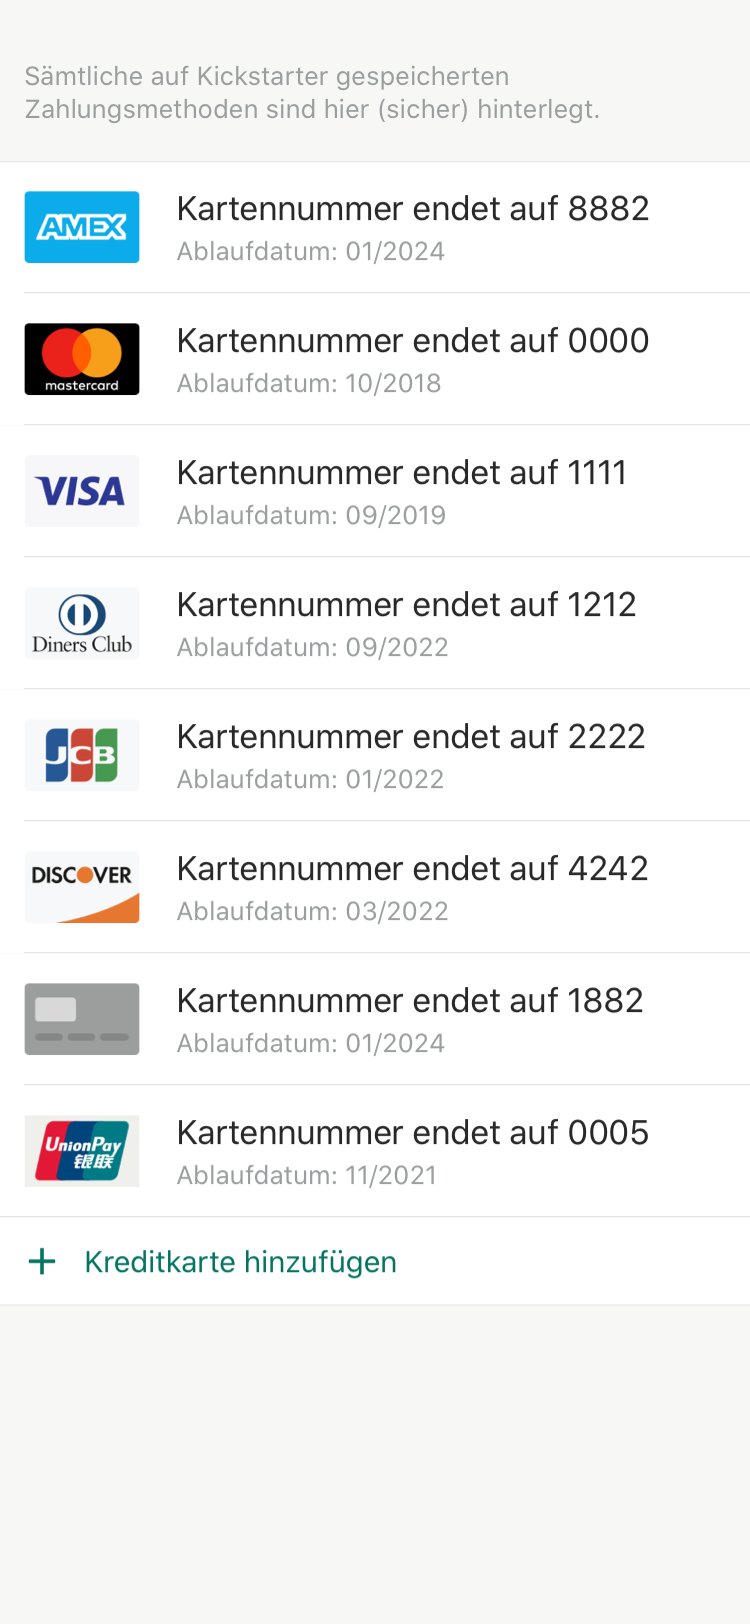 Sämtliche auf Kickstarter gespeicherten
Zahlungsmethoden sind hier (sicher) hinterlegt.
AMEX
Kartennummer endet auf 8882
Ablaufdatum: 01/2024
mastercard
Kartennummer endet auf 0000
Ablaufdatum: 10/2018
VISA
Kartennummer endet auf 1111
Ablaufdatum: 09/2019
Diners Club
Kartennummer endet auf 1212
Ablaufdatum: 09/2022
JCB
Kartennummer endet auf 2222
Ablaufdatum: 01/2022
DISCOVER
Kartennummer endet auf 4242
Ablaufdatum: 03/2022
Kartennummer endet auf 1882
Ablaufdatum: 01/2024
UnionPay
银联
Kartennummer endet auf 0005
Ablaufdatum: 11/2021
+ Kreditkarte hinzufügen